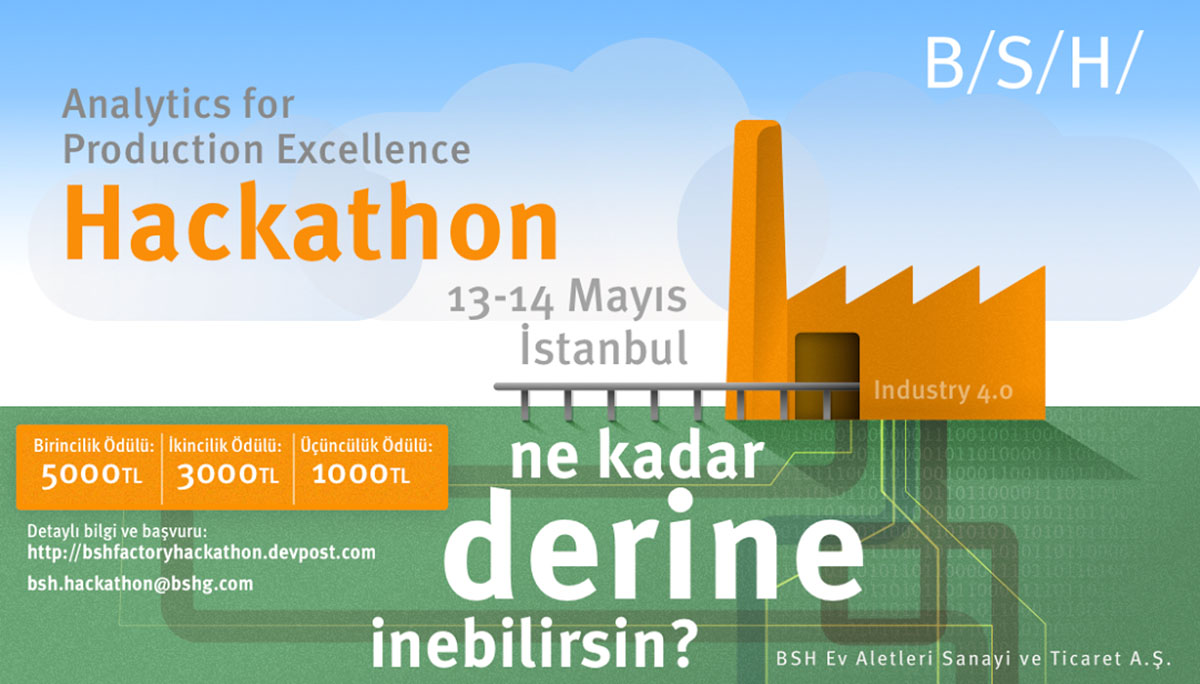 B/S/H/
Analytics for
Production Excellence
Hackathon
13-14 Mayıs
İstanbul
Industry 4.0
Birincilik Ödülü:
5000TL
İkincilik Ödülü:
3000TL
Üçüncülük Ödülü:
1000TL
Detaylı bilgi ve başvuru:
http://bshfactoryhackathon.devpost.com
bsh.hackathon@bshg.com
ne kadar
derine
inebilirsin?
BSH Ev Aletleri Sanayi ve Ticaret A.Ş.